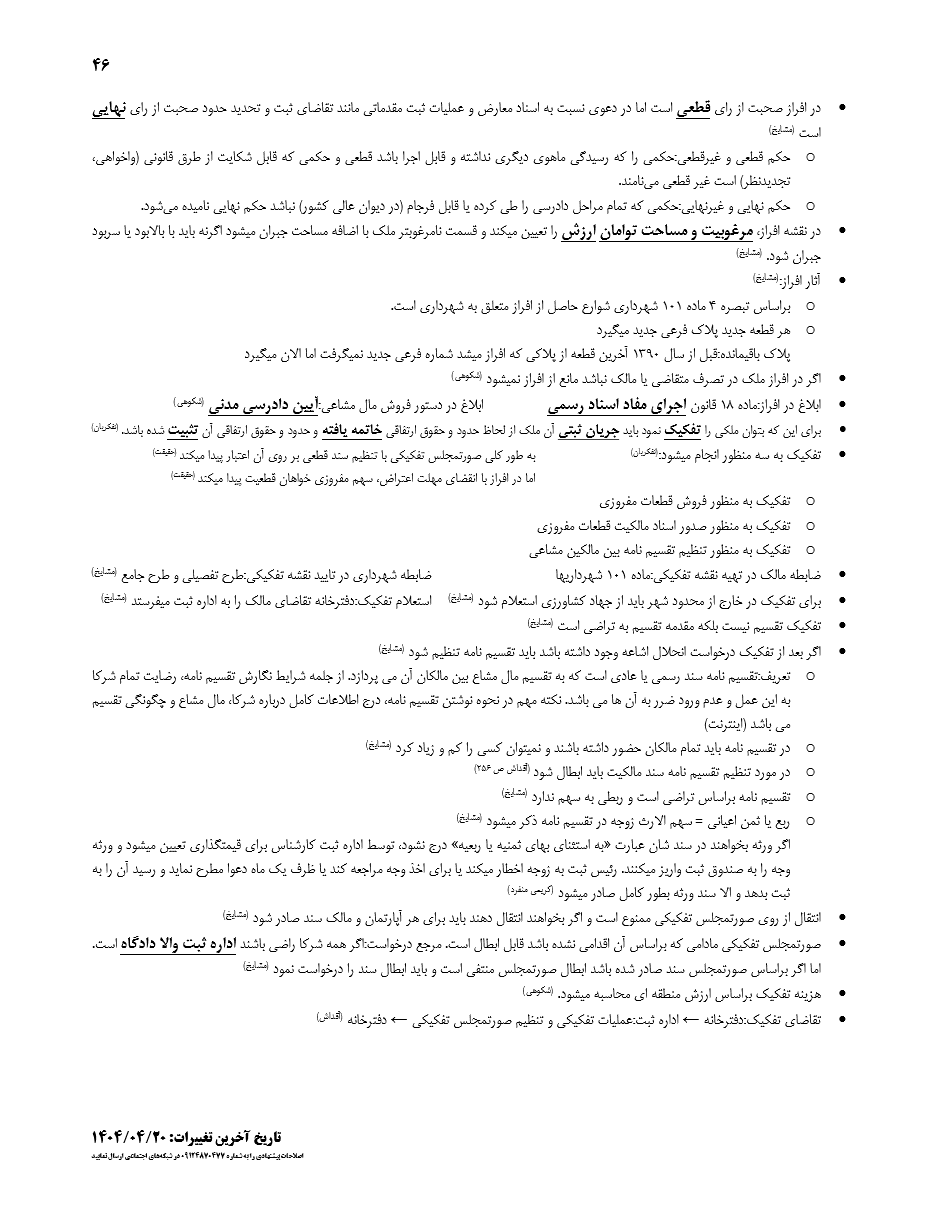 ۴۶
• در افراز صحبت از رای قطعی است اما در دعوی نسبت به اسناد معارض و عملیات ثبت مقدماتی مانند تقاضای ثبت و تحدید حدود صحبت از رای نهایی
است (مشایخ)
○ حکم قطعی و غیرقطعی:حکمی را که رسیدگی ماهوی دیگری نداشته و قابل اجرا باشد قطعی و حکمی که قابل شکایت از طرق قانونی (واخواهی،
تجدیدنظر) است غیر قطعی می‌نامند.
○ حکم نهایی و غیرنهایی:حکمی که تمام مراحل دادرسی را طی کرده یا قابل فرجام (در دیوان عالی کشور) نباشد حکم نهایی نامیده می‌شود.
• در نقشه افراز، مرغوبیت و مساحت توامان ارزش را تعیین میکند و قسمت نامرغوبتر ملک با اضافه مساحت جبران میشود اگرنه باید با بالابود یا سربود
جبران شود. (مشایخ)
• آثار افراز:(مشایخ)
○ براساس تبصره ۴ ماده ۱۰۱ شهرداری شوارع حاصل از افراز متعلق به شهرداری است.
○ هر قطعه جدید پلاک فرعی جدید میگیرد
پلاک باقیمانده:قبل از سال ۱۳۹۰ آخرین قطعه از پلاکی که افراز میشد شماره فرعی جدید نمیگرفت اما الان میگیرد
• اگر در افراز ملک در تصرف متقاضی یا مالک نباشد مانع از افراز نمیشود (شکوهی)
• ابلاغ در افراز:ماده ۱۸ قانون اجرای مفاد اسناد رسمی ابلاغ در دستور فروش مال مشاعی:آیین دادرسی مدنی (شکوهی)
• برای این که بتوان ملکی را تفکیک نمود باید جریان ثبتی آن ملک از لحاظ حدود و حقوق ارتفاقی خاتمه یافته و حدود و حقوق ارتفاقی آن تثبیت شده باشد. (تفکریان)
• تفکیک به سه منظور انجام میشود:(تفکریان) به طور کلی صورتمجلس تفکیکی با تنظیم سند قطعی بر روی آن اعتبار پیدا میکند (حقیقت)
اما در افراز با انقضای مهلت اعتراض، سهم مفروزی خواهان قطعیت پیدا میکند (حقیقت)
○ تفکیک به منظور فروش قطعات مفروزی
○ تفکیک به منظور صدور اسناد مالکیت قطعات مفروزی
○ تفکیک به منظور تنظیم تقسیم نامه بین مالکین مشاعی
• ضابطه مالک در تهیه نقشه تفکیکی:ماده ۱۰۱ شهرداریها ضابطه شهرداری در تایید نقشه تفکیکی:طرح تفصیلی و طرح جامع (مشایخ)
• برای تفکیک در خارج از محدود شهر باید از جهاد کشاورزی استعلام شود (مشایخ) استعلام تفکیک:دفترخانه تقاضای مالک را به اداره ثبت میفرستد (مشایخ)
• تفکیک تقسیم نیست بلکه مقدمه تقسیم به تراضی است (مشایخ)
• اگر بعد از تفکیک درخواست انحلال اشاعه وجود داشته باشد باید تقسیم نامه تنظیم شود (مشایخ)
○ تعریف:تقسیم نامه سند رسمی یا عادی است که به تقسیم مال مشاع بین مالکان آن می پردازد. از جلمه شرایط نگارش تقسیم نامه، رضایت تمام شرکا
به این عمل و عدم ورود ضرر به آن ها می باشد. نکته مهم در نحوه نوشتن تقسیم نامه، درج اطلاعات کامل درباره شرکا، مال مشاع و چگونگی تقسیم
می باشد (اینترنت)
○ در تقسیم نامه باید تمام مالکان حضور داشته باشند و نمیتوان کسی را کم و زیاد کرد (مشایخ)
○ در مورد تنظیم تقسیم نامه سند مالکیت باید ابطال شود (آقداش ص ۲۵۶)
○ تقسیم نامه براساس تراضی است و ربطی به سهم ندارد (مشایخ)
○ ربع یا ثمن اعیانی = سهم الارث زوجه در تقسیم نامه ذکر میشود (مشایخ)
اگر ورثه بخواهند در سند شان عبارت «به استثنای بهای ثمنیه یا ربعیه» درج نشود، توسط اداره ثبت کارشناس برای قیمتگذاری تعیین میشود و ورثه
وجه را به صندوق ثبت واریز میکنند. رئیس ثبت به زوجه اخطار میکند یا برای اخذ وجه مراجعه کند یا ظرف یک ماه دعوا مطرح نماید و رسید آن را به
ثبت بدهد و الا سند ورثه بطور کامل صادر میشود (کریمی منفرد)
• انتقال از روی صورتمجلس تفکیکی ممنوع است و اگر بخواهند انتقال دهند باید برای هر آپارتمان و مالک سند صادر شود (مشایخ)
• صورتمجلس تفکیکی مادامی که براساس آن اقدامی نشده باشد قابل ابطال است. مرجع درخواست:اگر همه شرکا راضی باشند اداره ثبت والا دادگاه است.
اما اگر براساس صورتمجلس سند صادر شده باشد ابطال صورتمجلس منتفی است و باید ابطال سند را درخواست نمود (مشایخ)
• هزینه تفکیک براساس ارزش منطقه ای محاسبه میشود. (شکوهی)
• تقاضای تفکیک:دفترخانه ← اداره ثبت:عملیات تفکیکی و تنظیم صورتمجلس تفکیکی ← دفترخانه (آقداش)
تاریخ آخرین تغییرات: ۱۴۰۴/۰۴/۲۰
اصلاحات پیشنهادی را به شماره ۰۹۱۲۴۸۷۰۴۷۷ در شبکه‌های اجتماعی ارسال نمایید